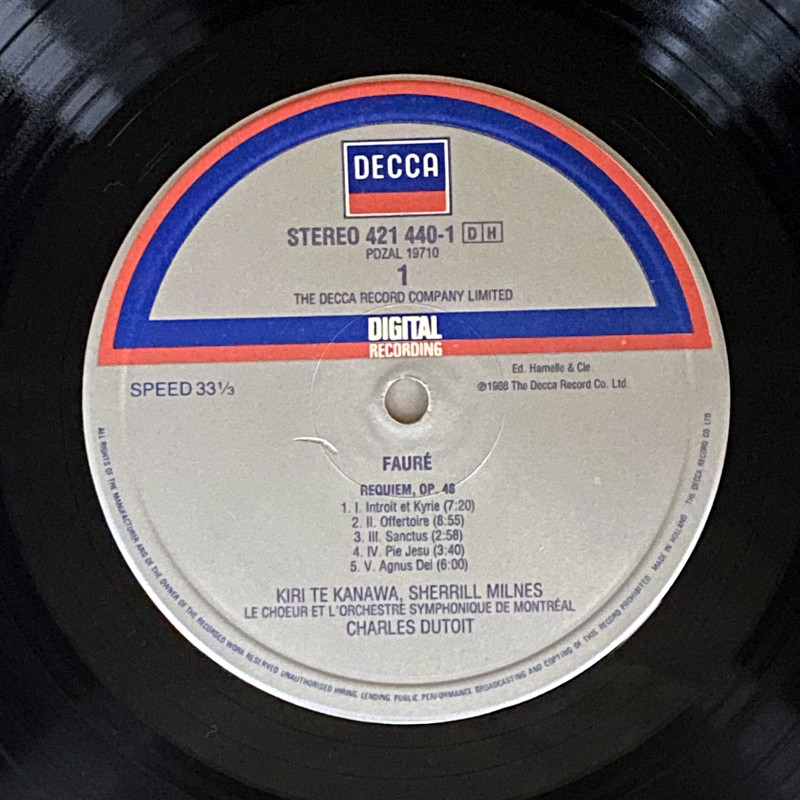 DECCA
STEREO 421 440-1 DH
PDZAL 19710
1
THE DECCA RECORD COMPANY LIMITED
DIGITAL
RECORDING
SPEED 33⅓
Ed. Hamelle & Cie
℗1988 The Decca Record Co. Ltd.
FAURÉ
REQUIEM, OP. 48
1. I. Introit et Kyrie (7:20)
2. II. Offertoire (8:55)
3. III. Sanctus (2:58)
4. IV. Pie Jesu (3:40)
5. V. Agnus Dei (6:00)
KIRI TE KANAWA, SHERRILL MILNES
LE CHOEUR ET L'ORCHESTRE SYMPHONIQUE DE MONTRÉAL
CHARLES DUTOIT
ALL RIGHTS OF THE MANUFACTURER AND OF THE OWNER OF THE RECORDED WORK RESERVED UNAUTHORISED HIRING, LENDING PUBLIC PERFORMANCE BROADCASTING AND COPYING OF THIS RECORD PROHIBITED. MADE IN HOLLAND THE DECCA RECORD CO. LTD